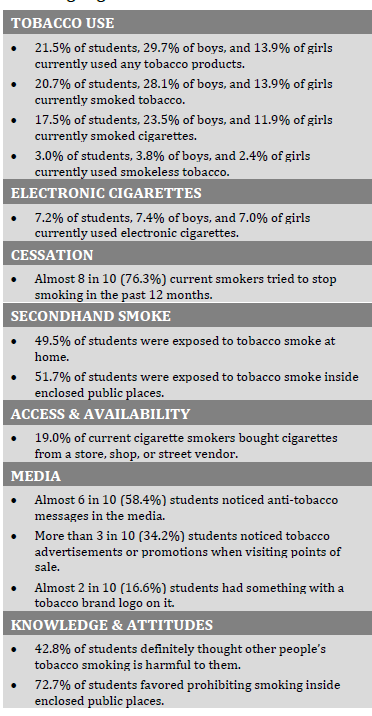 TOBACCO USE
• 21.5% of students, 29.7% of boys, and 13.9% of girls
currently used any tobacco products.
• 20.7% of students, 28.1% of boys, and 13.9% of girls
currently smoked tobacco.
• 17.5% of students, 23.5% of boys, and 11.9% of girls
currently smoked cigarettes.
• 3.0% of students, 3.8% of boys, and 2.4% of girls
currently used smokeless tobacco.
ELECTRONIC CIGARETTES
• 7.2% of students, 7.4% of boys, and 7.0% of girls
currently used electronic cigarettes.
CESSATION
• Almost 8 in 10 (76.3%) current smokers tried to stop
smoking in the past 12 months.
SECONDHAND SMOKE
• 49.5% of students were exposed to tobacco smoke at
home.
• 51.7% of students were exposed to tobacco smoke inside
enclosed public places.
ACCESS & AVAILABILITY
• 19.0% of current cigarette smokers bought cigarettes
from a store, shop, or street vendor.
MEDIA
• Almost 6 in 10 (58.4%) students noticed anti-tobacco
messages in the media.
• More than 3 in 10 (34.2%) students noticed tobacco
advertisements or promotions when visiting points of
sale.
• Almost 2 in 10 (16.6%) students had something with a
tobacco brand logo on it.
KNOWLEDGE & ATTITUDES
• 42.8% of students definitely thought other people's
tobacco smoking is harmful to them.
• 72.7% of students favored prohibiting smoking inside
enclosed public places.